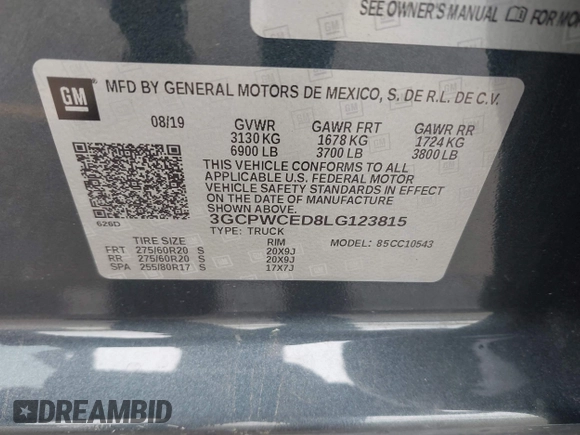 SEE OWNER'S MANUAL FOR MOR
GM
MFD BY GENERAL MOTORS DE MEXICO, S. DE R.L. DE C.V.
08/19 GVWR GAWR FRT GAWR RR
3130 KG 1678 KG 1724 KG
6900 LB 3700 LB 3800 LB
THIS VEHICLE CONFORMS TO ALL
APPLICABLE U.S. FEDERAL MOTOR
VEHICLE SAFETY STANDARDS IN EFFECT
ON THE DATE OF MANUFACTURE
SHOWN ABOVE.
626D 3GCPWCED8LG123815
TYPE: TRUCK MODEL: 85CC10543
TIRE SIZE RIM
FRT 275/60R20 S 20X9J
RR 275/60R20 S 20X9J
SPA 255/80R17 S 17X7J
DREAMBID